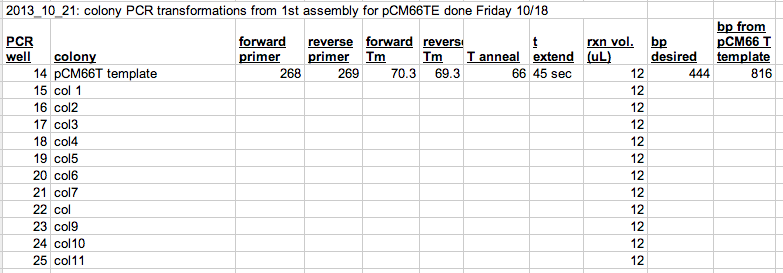 2013_10_21: colony PCR transformations from 1st assembly for pCM66TE done Friday 10/18
PCR well colony forward primer reverse primer forward Tm revers Tm T anneal t extend rxn vol. (uL) bp desired bp from pCM66 T template
14 pCM66T template 268 269 70.3 69.3 66 45 sec 12 444 816
15 col 1 12
16 col2 12
17 col3 12
18 col4 12
19 col5 12
20 col6 12
21 col7 12
22 col 12
23 col9 12
24 col10 12
25 col11 12